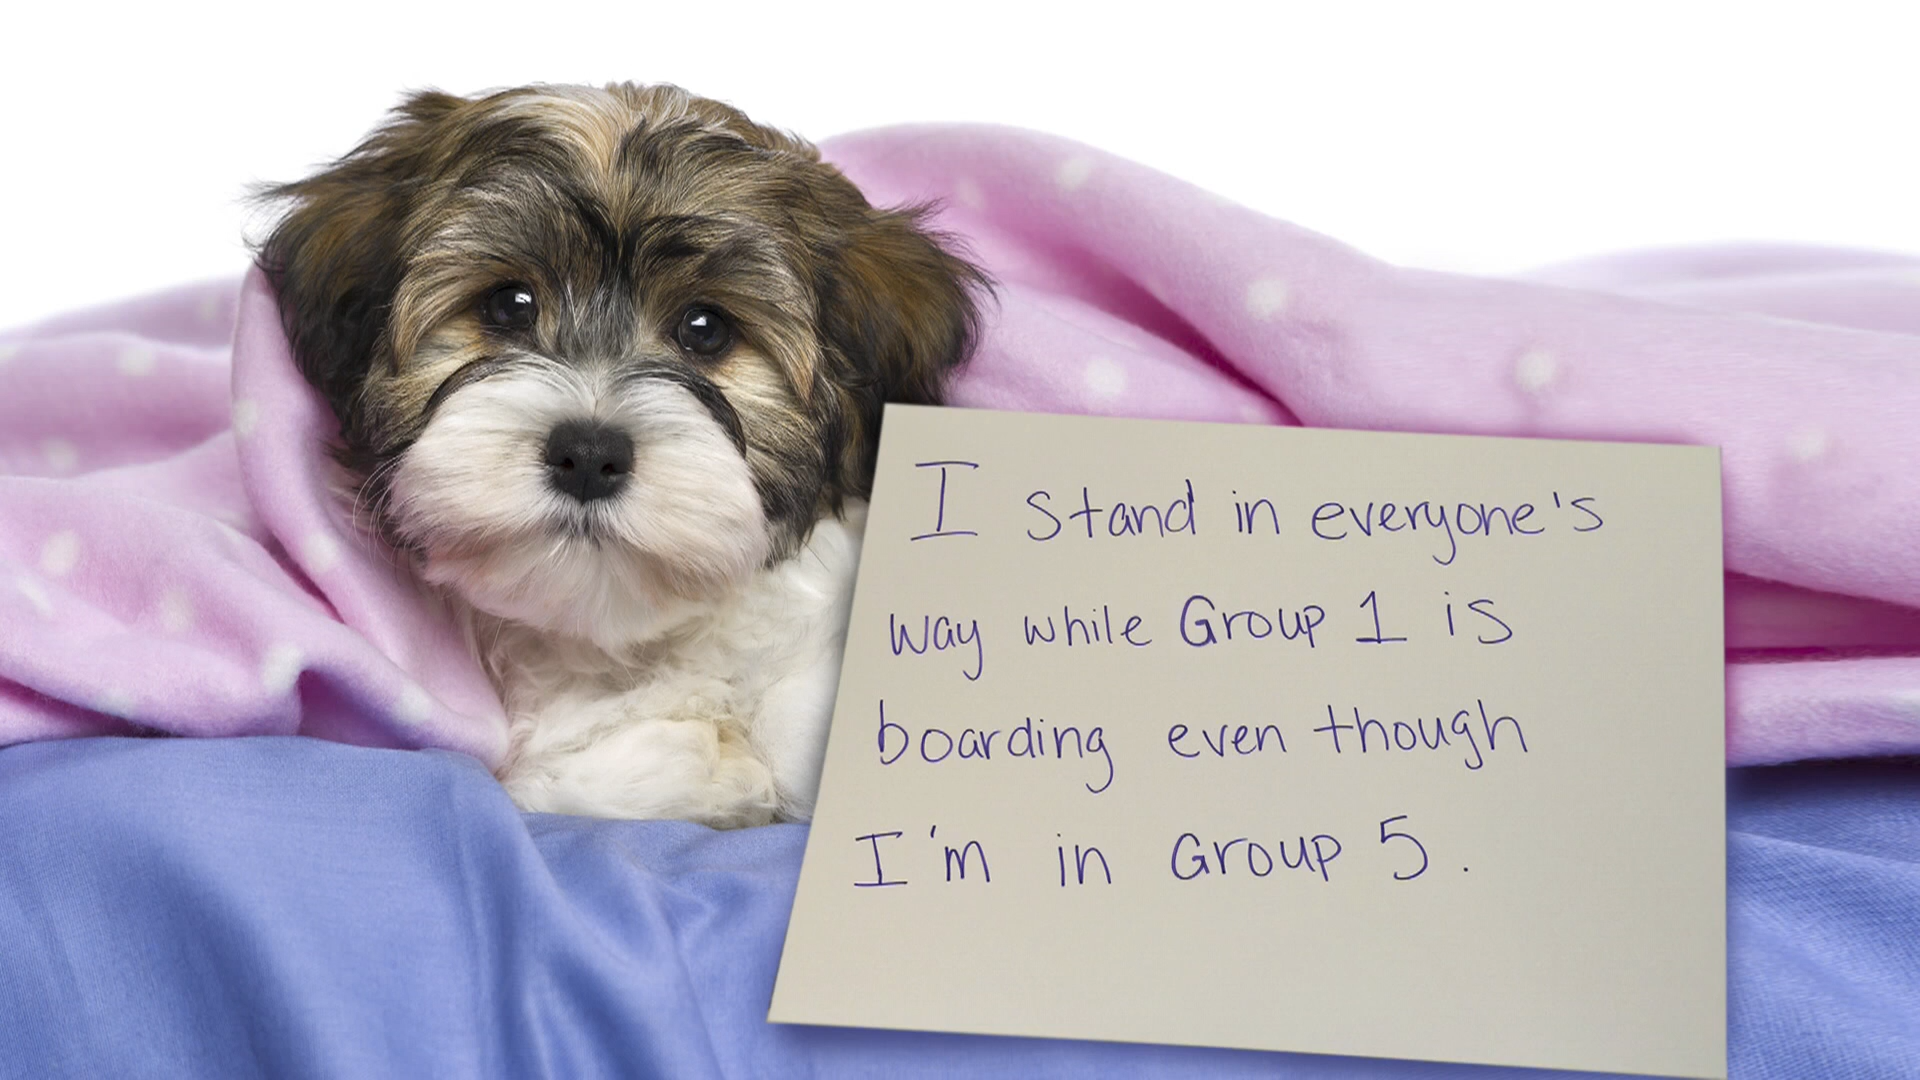 I stand in everyone's
way while Group 1 is
boarding even though
I'm in Group 5.